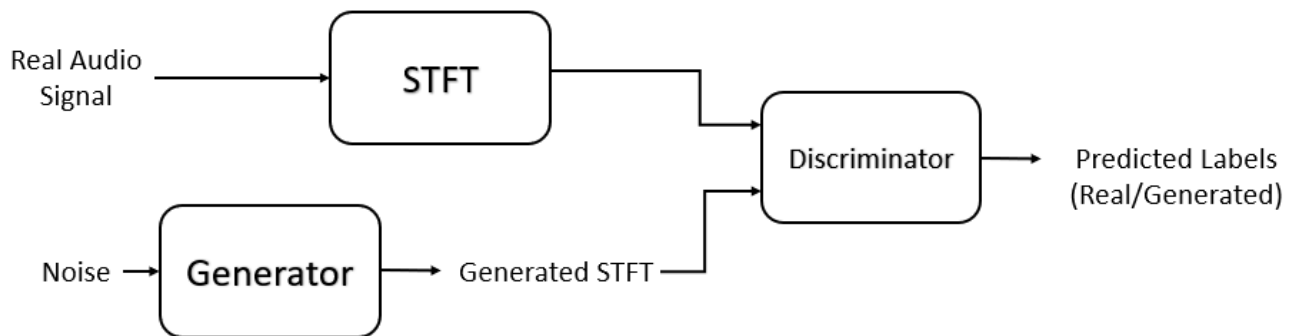 Real Audio
Signal
STFT
Discriminator
Predicted Labels
(Real/Generated)
Noise
Generator
Generated STFT